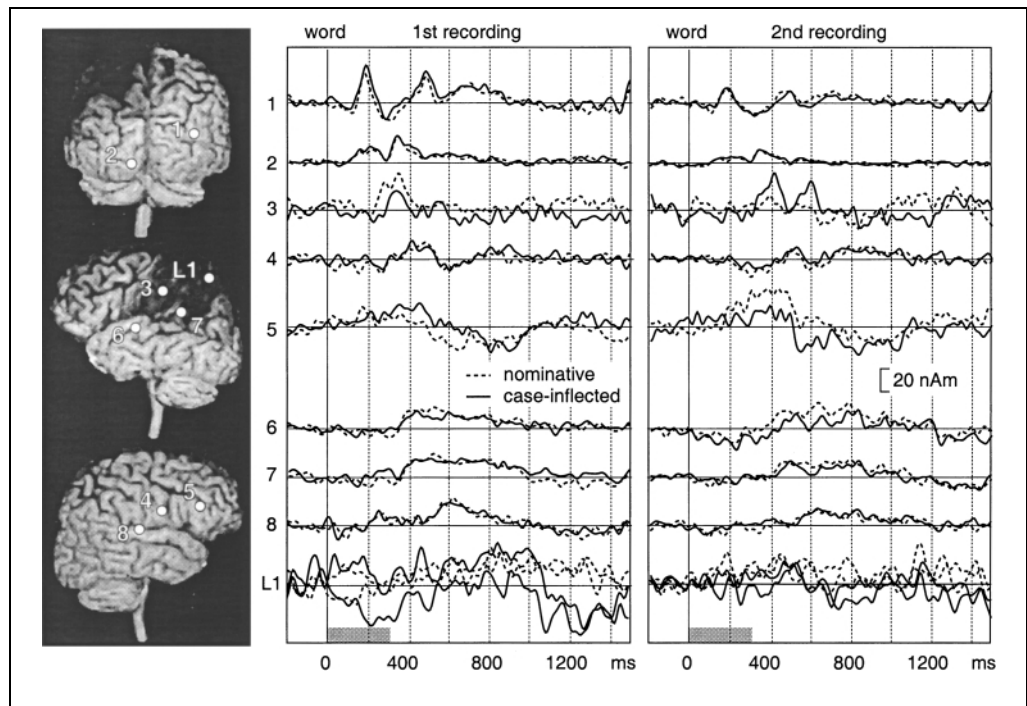 word 1st recording
word 2nd recording
1
2
3
4
5
6
7
8
L1
nominative
case-inflected
20 nAm
0 400 800 1200 ms
0 400 800 1200 ms
1
2
L1
3
6
7
4
5
8